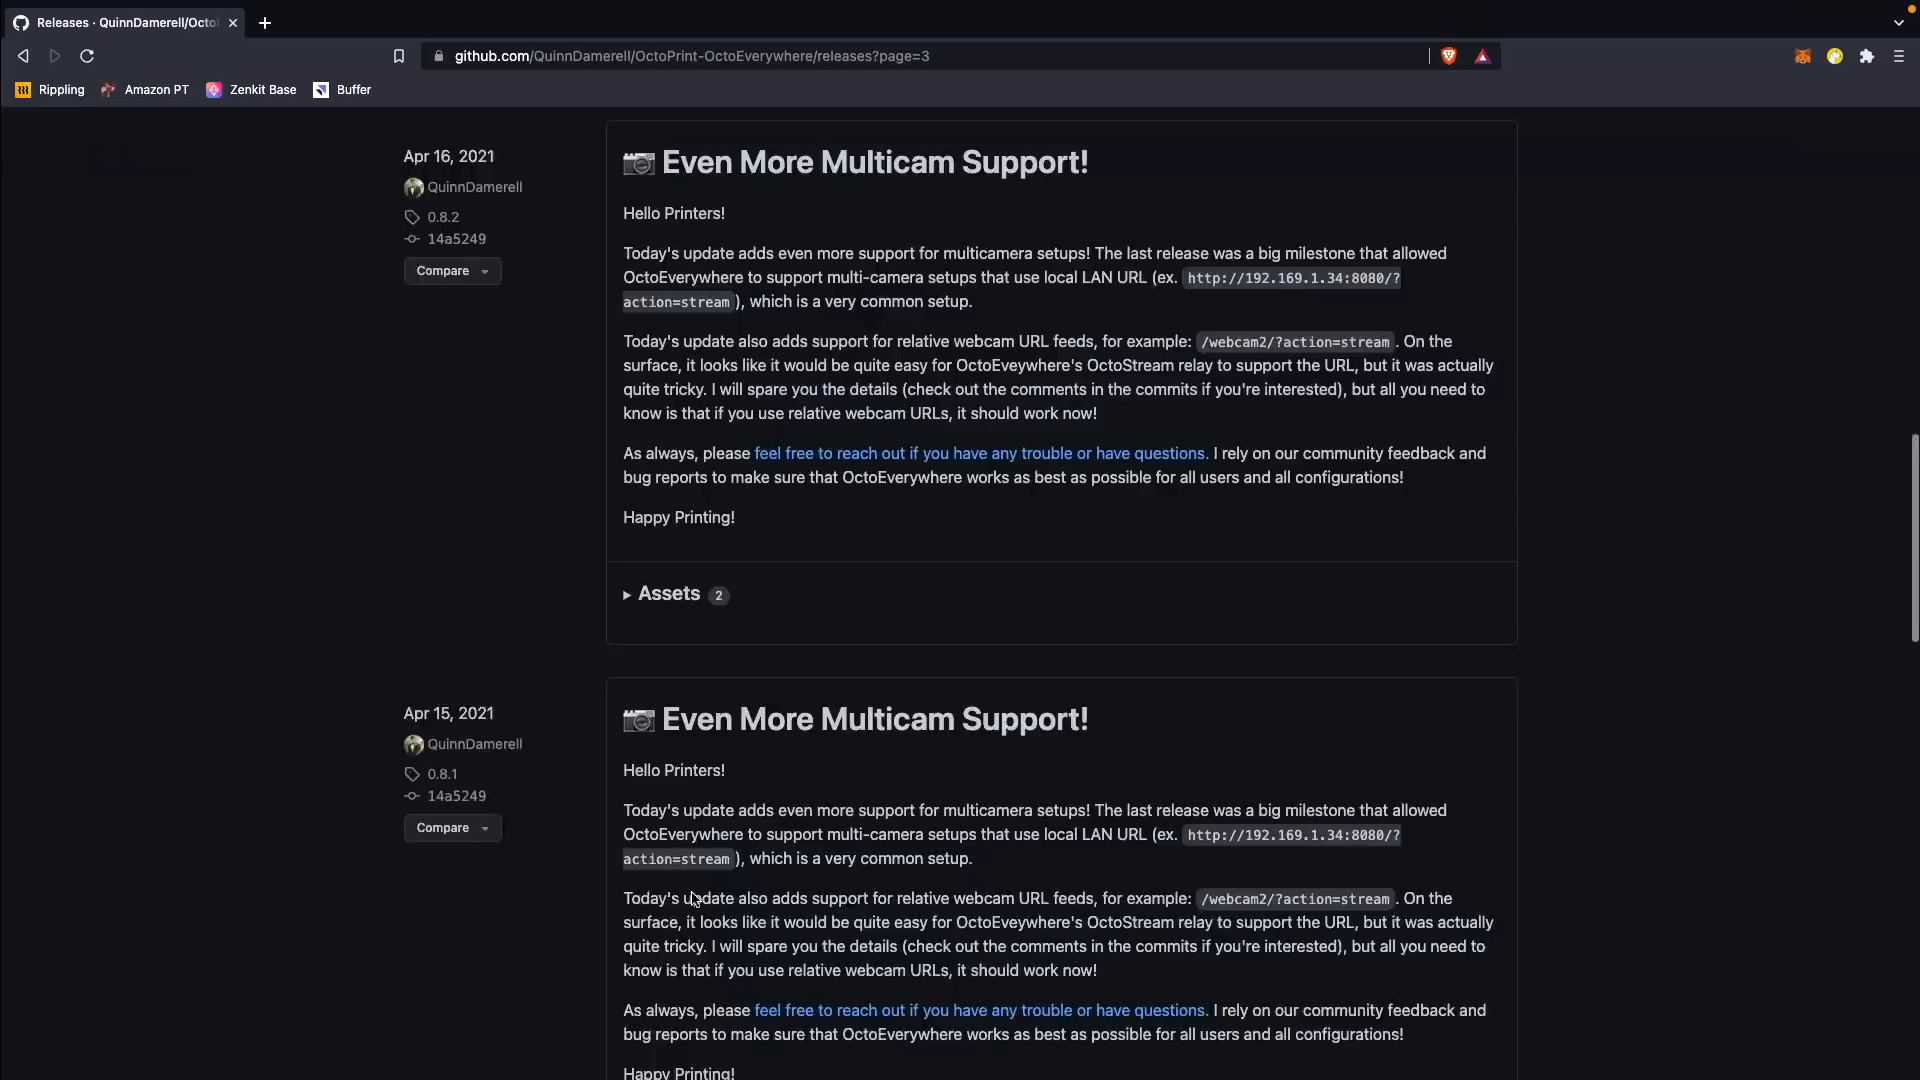 Releases · QuinnDamerell/Octo
github.com/QuinnDamerell/OctoPrint-OctoEverywhere/releases?page=3
Rippling
Amazon PT
Zenkit Base
Buffer
Apr 16, 2021
QuinnDamerell
0.8.2
14a5249
Compare
Even More Multicam Support!
Hello Printers!
Today's update adds even more support for multicamera setups! The last release was a big milestone that allowed
OctoEverywhere to support multi-camera setups that use local LAN URL (ex. http://192.169.1.34:8080/?
action=stream ), which is a very common setup.
Today's update also adds support for relative webcam URL feeds, for example: /webcam2/?action=stream . On the
surface, it looks like it would be quite easy for OctoEveywhere's OctoStream relay to support the URL, but it was actually
quite tricky. I will spare you the details (check out the comments in the commits if you're interested), but all you need to
know is that if you use relative webcam URLs, it should work now!
As always, please feel free to reach out if you have any trouble or have questions. I rely on our community feedback and
bug reports to make sure that OctoEverywhere works as best as possible for all users and all configurations!
Happy Printing!
Assets 2
Apr 15, 2021
QuinnDamerell
0.8.1
14a5249
Compare
Even More Multicam Support!
Hello Printers!
Today's update adds even more support for multicamera setups! The last release was a big milestone that allowed
OctoEverywhere to support multi-camera setups that use local LAN URL (ex. http://192.169.1.34:8080/?
action=stream ), which is a very common setup.
Today's update also adds support for relative webcam URL feeds, for example: /webcam2/?action=stream . On the
surface, it looks like it would be quite easy for OctoEveywhere's OctoStream relay to support the URL, but it was actually
quite tricky. I will spare you the details (check out the comments in the commits if you're interested), but all you need to
know is that if you use relative webcam URLs, it should work now!
As always, please feel free to reach out if you have any trouble or have questions. I rely on our community feedback and
bug reports to make sure that OctoEverywhere works as best as possible for all users and all configurations!
Happy Printing!